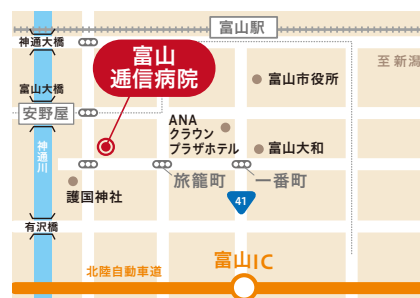 富山駅
神通大橋
富山
逓信病院
至 新潟
富山市役所
富山大橋
安野屋
ANA
クラウン
プラザホテル
富山大和
神通川
旅籠町
一番町
護国神社
41
有沢橋
富山IC
北陸自動車道